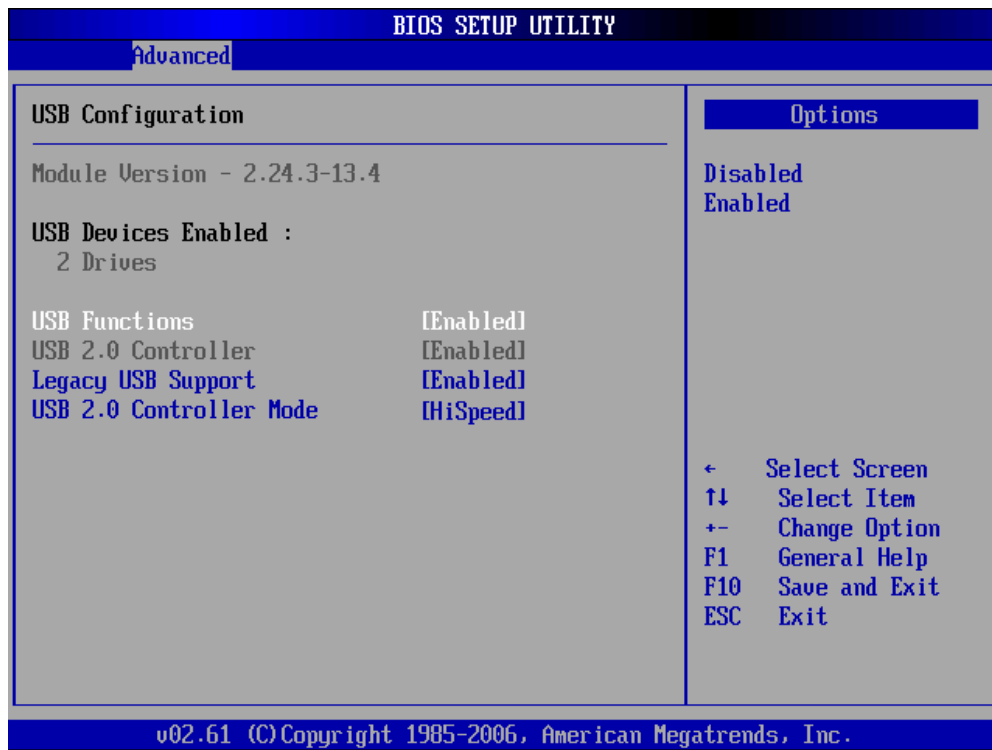 BIOS SETUP UTILITY
Advanced
USB Configuration
Module Version - 2.24.3-13.4
USB Devices Enabled :
2 Drives
USB Functions [Enabled]
USB 2.0 Controller [Enabled]
Legacy USB Support [Enabled]
USB 2.0 Controller Mode [HiSpeed]
Options
Disabled
Enabled
← Select Screen
↑↓ Select Item
+- Change Option
F1 General Help
F10 Save and Exit
ESC Exit
v02.61 (C)Copyright 1985-2006, American Megatrends, Inc.